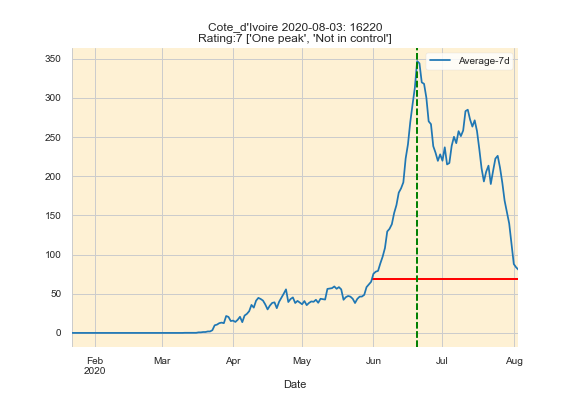 Cote_d'Ivoire 2020-08-03: 16220
Rating:7 ['One peak', 'Not in control']
Average-7d
350
300
250
200
150
100
50
0
Feb Mar Apr May Jun Jul Aug
2020
Date